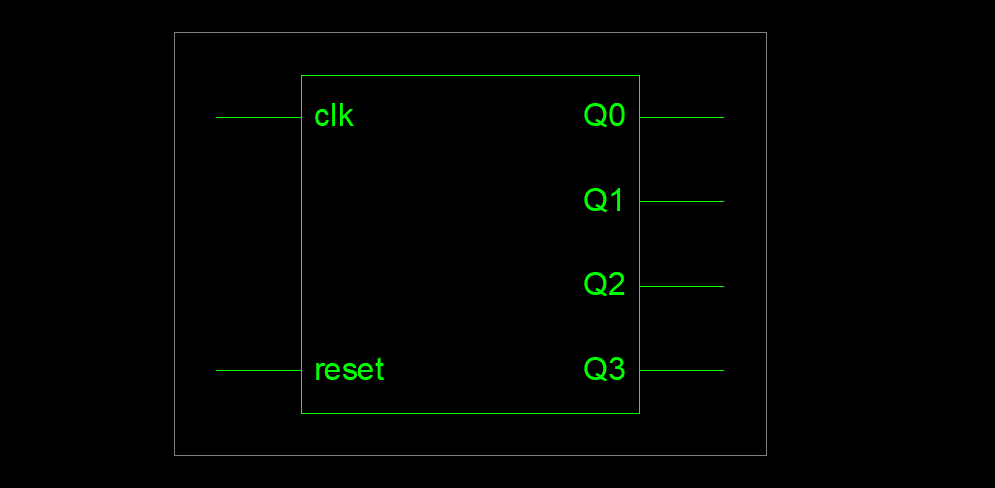 clk Q0
Q1
Q2
reset Q3